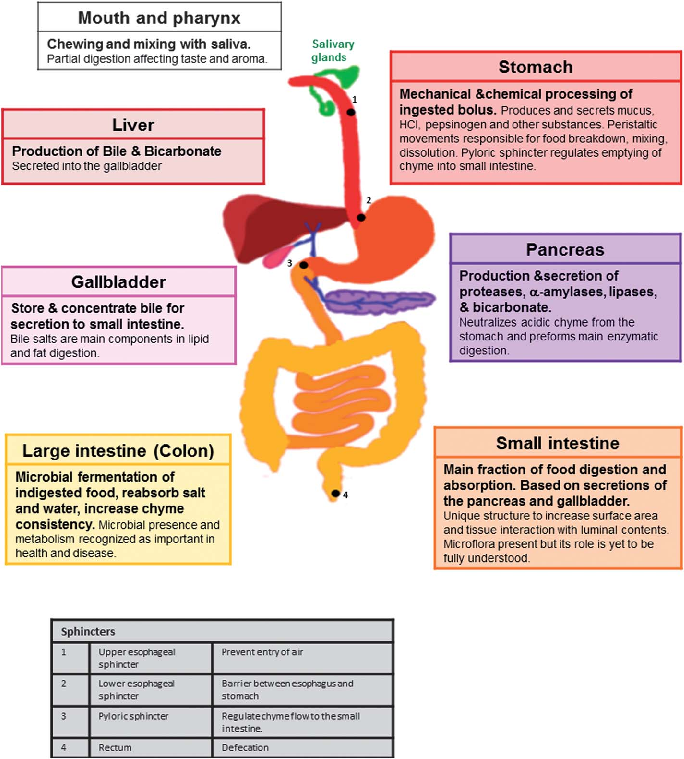 Mouth and pharynx
Chewing and mixing with saliva.
Partial digestion affecting taste and aroma.
Salivary
glands
Stomach
Mechanical &chemical processing of
ingested bolus. Produces and secrets mucus,
HCl, pepsinogen and other substances. Peristaltic
movements responsible for food breakdown, mixing,
dissolution. Pyloric sphincter regulates emptying of
chyme into small intestine.
1
Liver
Production of Bile & Bicarbonate
Secreted into the gallbladder
2
3
Pancreas
Production &secretion of
proteases, α-amylases, lipases,
& bicarbonate.
Neutralizes acidic chyme from the
stomach and preforms main enzymatic
digestion.
Gallbladder
Store & concentrate bile for
secretion to small intestine.
Bile salts are main components in lipid
and fat digestion.
Large intestine (Colon)
Microbial fermentation of
indigested food, reabsorb salt
and water, increase chyme
consistency. Microbial presence and
metabolism recognized as important in
health and disease.
4
Small intestine
Main fraction of food digestion and
absorption. Based on secretions of
the pancreas and gallbladder.
Unique structure to increase surface area
and tissue interaction with luminal contents.
Microflora present but its role is yet to be
fully understood.
Sphincters
1 Upper esophageal Prevent entry of air
sphincter
2 Lower esophageal Barrier between esophagus and
sphincter stomach
3 Pyloric sphincter Regulate chyme flow to the small
intestine.
4 Rectum Defecation